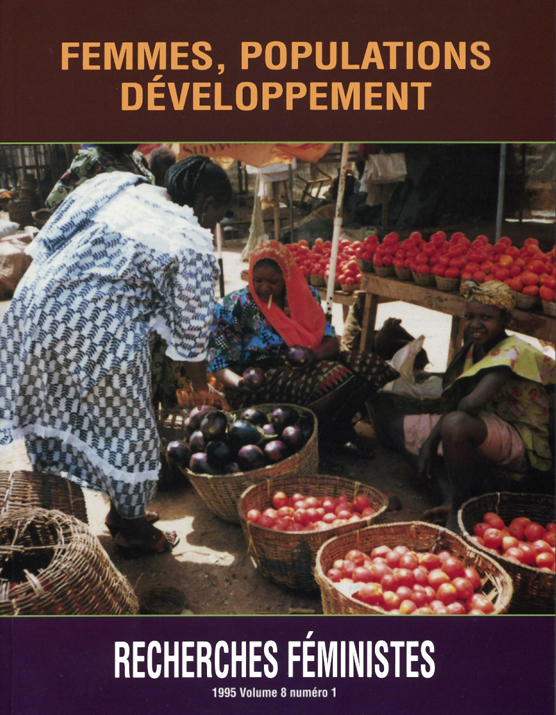 FEMMES, POPULATIONS
DÉVELOPPEMENT
RECHERCHES FÉMINISTES
1995 Volume 8 numéro 1